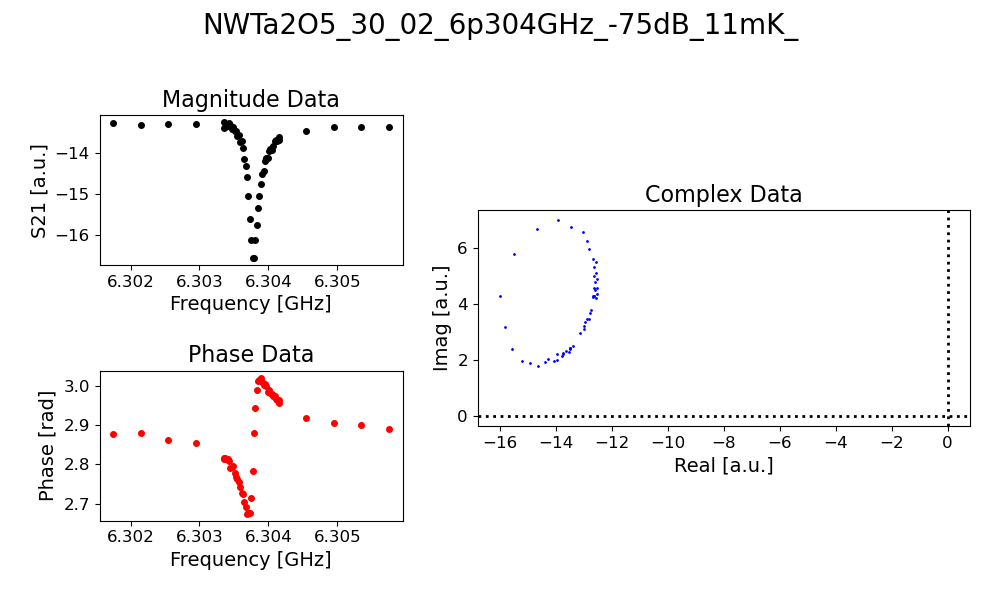 NWTa2O5_30_02_6p304GHz_-75dB_11mK_
Magnitude Data
S21 [a.u.]
−14
−15
−16
6.302 6.303 6.304 6.305
Frequency [GHz]
Phase Data
Phase [rad]
3.0
2.9
2.8
2.7
6.302 6.303 6.304 6.305
Frequency [GHz]
Complex Data
Imag [a.u.]
6
4
2
0
−16 −14 −12 −10 −8 −6 −4 −2 0
Real [a.u.]